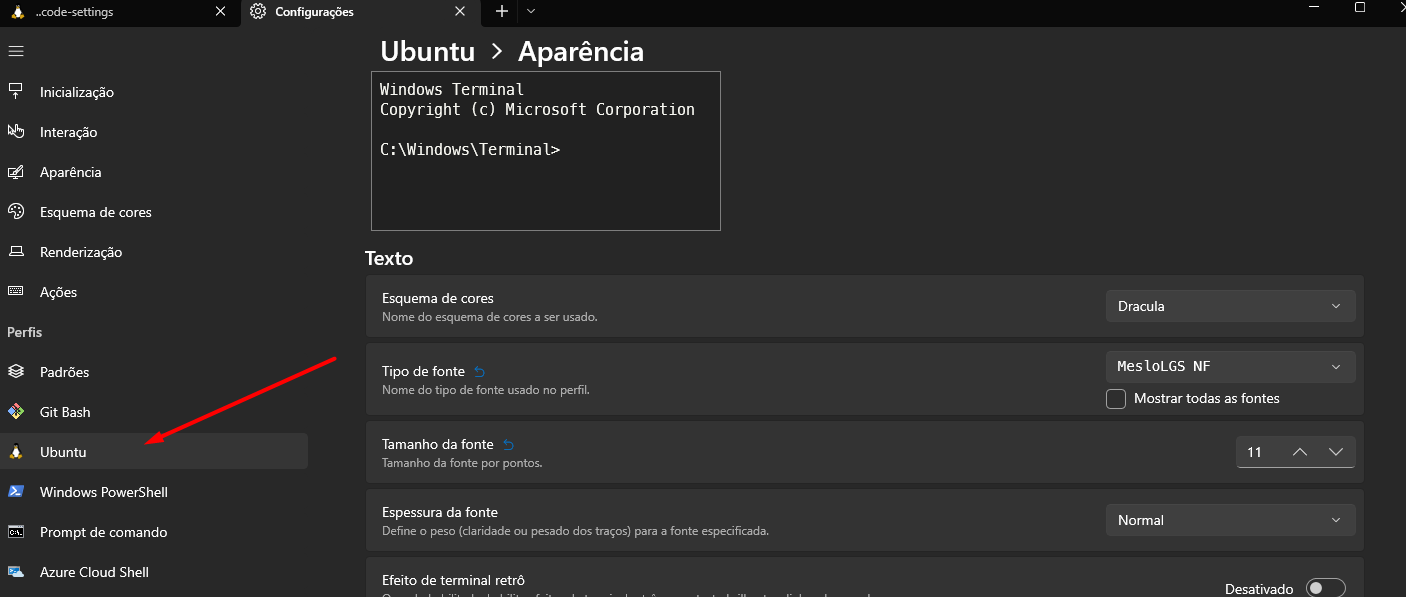 ..code-settings
Configurações
Inicialização
Interação
Aparência
Esquema de cores
Renderização
Ações
Perfis
Padrões
Git Bash
Ubuntu
Windows PowerShell
Prompt de comando
Azure Cloud Shell
Ubuntu > Aparência
Windows Terminal
Copyright (c) Microsoft Corporation
C:\Windows\Terminal>
Texto
Esquema de cores
Nome do esquema de cores a ser usado.
Dracula
Tipo de fonte
Nome do tipo de fonte usado no perfil.
MesloLGS NF
Mostrar todas as fontes
Tamanho da fonte
Tamanho da fonte por pontos.
11
Espessura da fonte
Define o peso (claridade ou pesado dos traços) para a fonte especificada.
Normal
Efeito de terminal retrô
Desativado